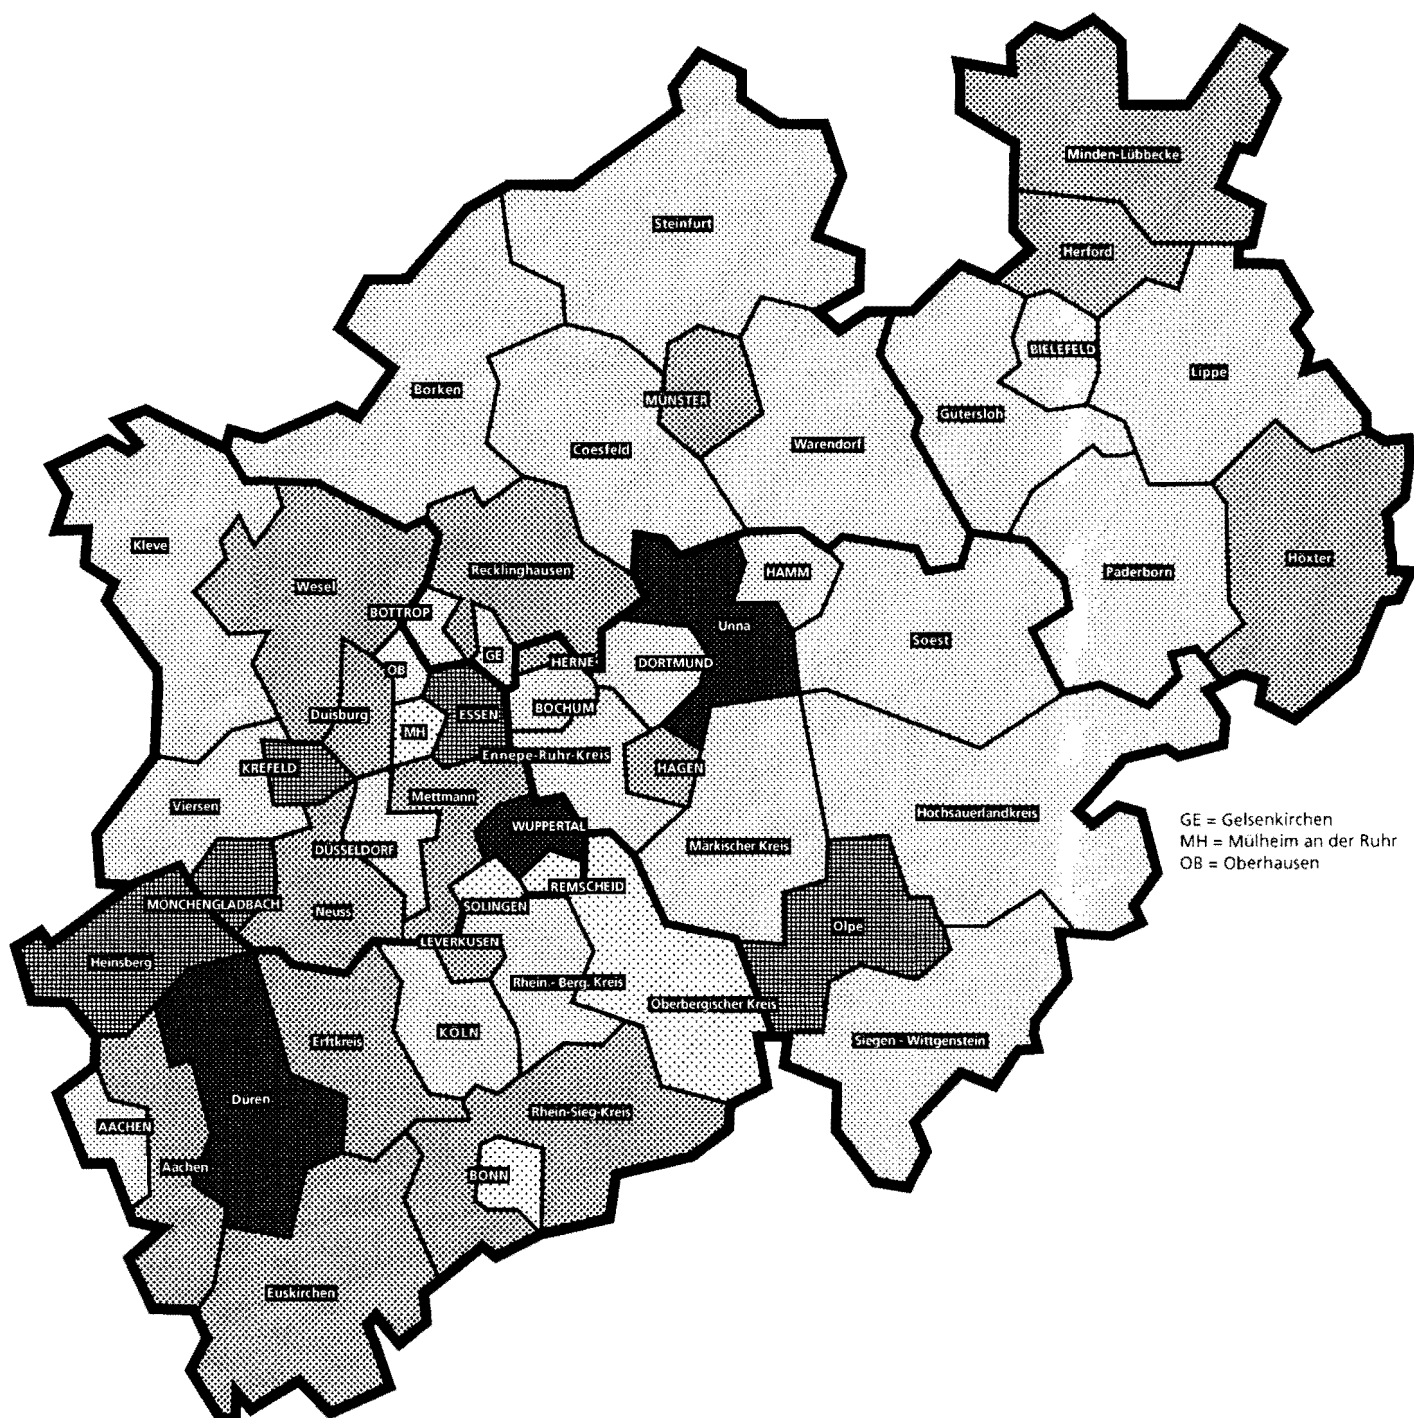 Minden-Lübbecke
Steinfurt
Herford
BIELEFELD
Lippe
Borken
MÜNSTER
Gütersloh
Coesfeld
Warendorf
Kleve
Höxter
Recklinghausen
HAMM
Paderborn
Wesel
BOTTROP
Unna
Soest
GE
HERNE
DORTMUND
OB
BOCHUM
Duisburg
ESSEN
MH
Ennepe-Ruhr-Kreis
KREFELD
HAGEN
Mettmann
Viersen
Hochsauerlandkreis
GE = Gelsenkirchen
MH = Mülheim an der Ruhr
OB = Oberhausen
WUPPERTAL
DÜSSELDORF
Märkischer Kreis
REMSCHEID
MÖNCHENGLADBACH
SOLINGEN
Neuss
Olpe
LEVERKUSEN
Heinsberg
Rhein.- Berg. Kreis
Oberbergischer Kreis
KÖLN
Erftkreis
Siegen - Wittgenstein
Düren
Rhein-Sieg-Kreis
AACHEN
Aachen
BONN
Euskirchen